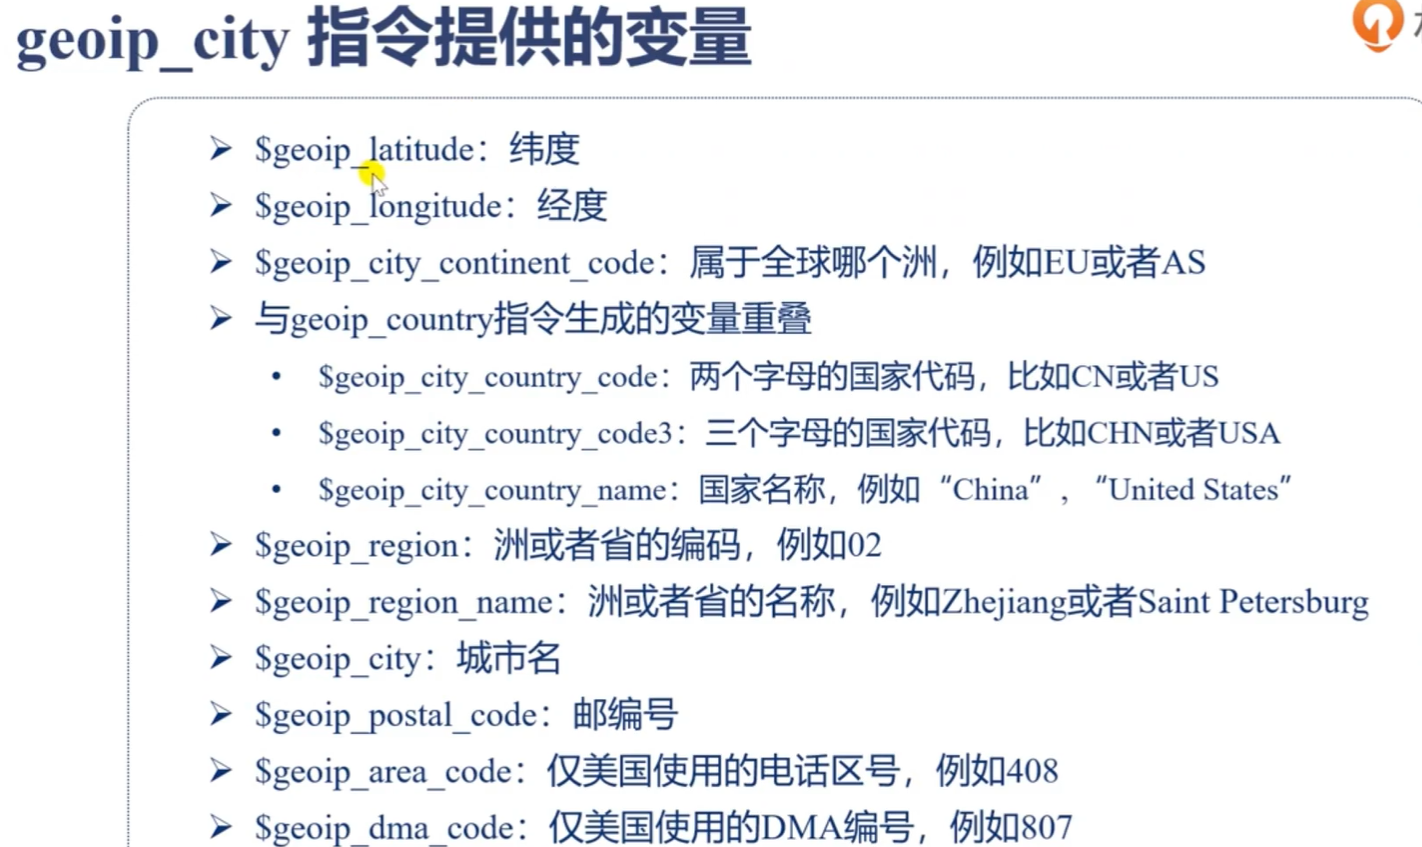 geoip_city 指令提供的变量
➢ $geoip_latitude：纬度
➢ $geoip_longitude：经度
➢ $geoip_city_continent_code：属于全球哪个洲，例如EU或者AS
➢ 与geoip_country指令生成的变量重叠
• $geoip_city_country_code：两个字母的国家代码，比如CN或者US
• $geoip_city_country_code3：三个字母的国家代码，比如CHN或者USA
• $geoip_city_country_name：国家名称，例如“China”，“United States”
➢ $geoip_region：洲或者省的编码，例如02
➢ $geoip_region_name：洲或者省的名称，例如Zhejiang或者Saint Petersburg
➢ $geoip_city：城市名
➢ $geoip_postal_code：邮编号
➢ $geoip_area_code：仅美国使用的电话区号，例如408
➢ $geoip_dma_code：仅美国使用的DMA编号，例如807